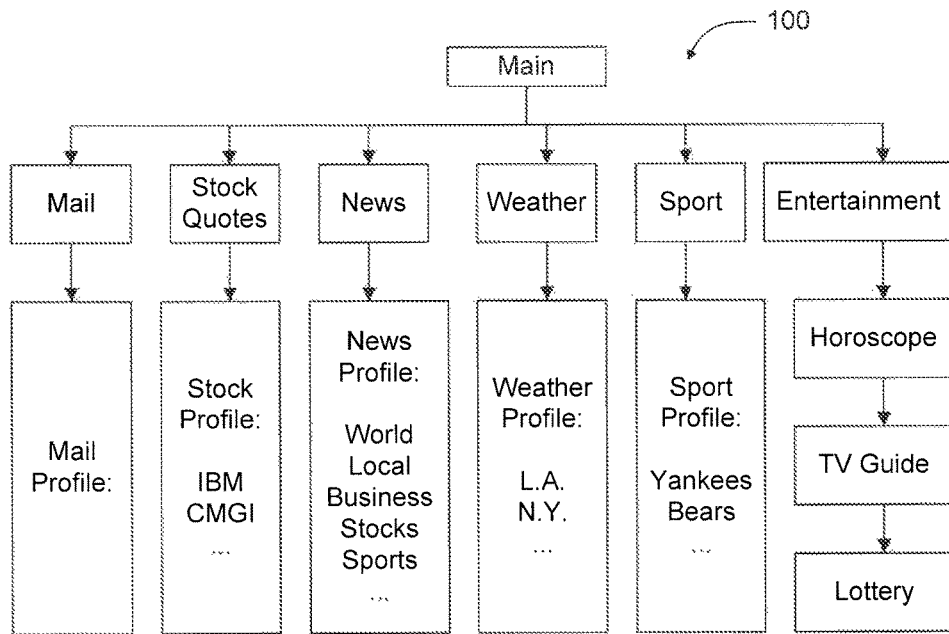 100
Main
Mail
Stock
Quotes
News
Weather
Sport
Entertainment
Mail
Profile:
Stock
Profile:
IBM
CMGI
...
News
Profile:
World
Local
Business
Stocks
Sports
...
Weather
Profile:
L.A.
N.Y.
...
Sport
Profile:
Yankees
Bears
...
Horoscope
TV Guide
Lottery